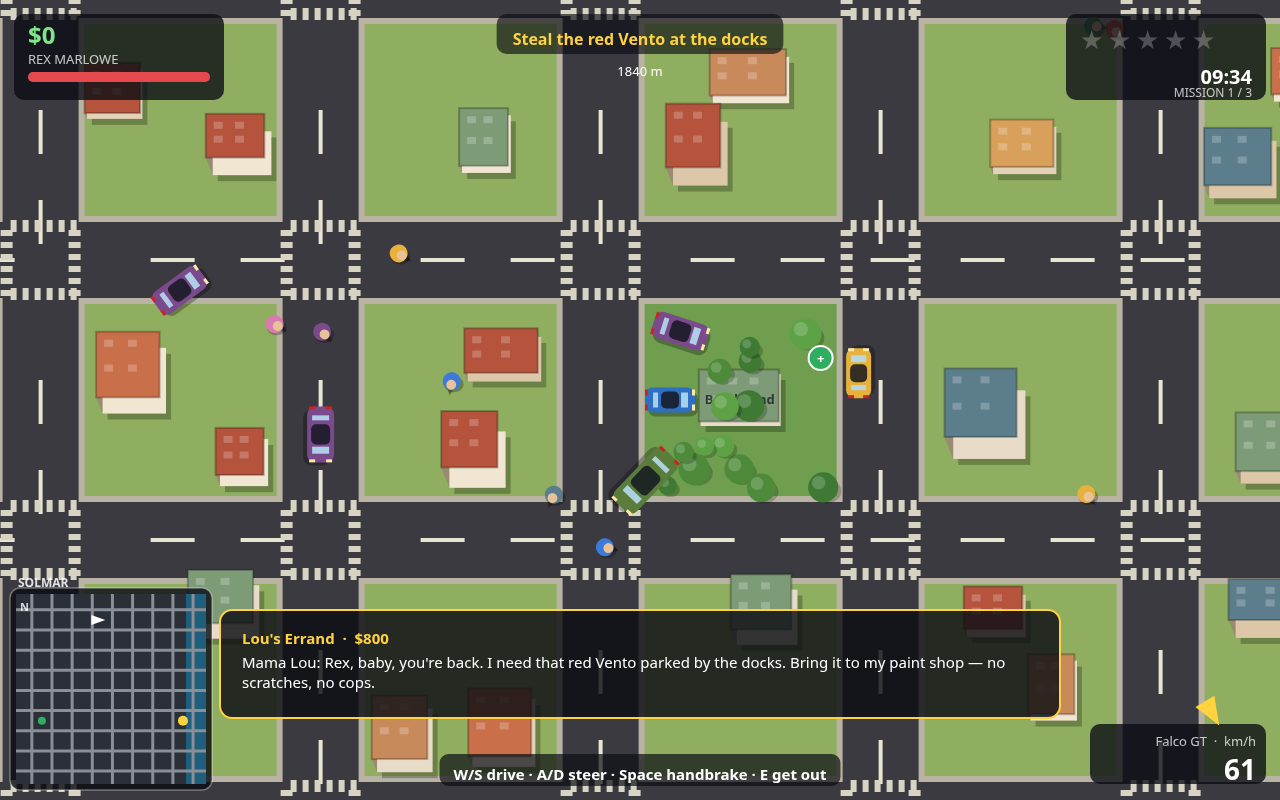 $0
REX MARLOWE
Steal the red Vento at the docks
1840 m
09:34
MISSION 1 / 3
SOLMAR
N
Lou's Errand · $800
Mama Lou: Rex, baby, you're back. I need that red Vento parked by the docks. Bring it to my paint shop — no
scratches, no cops.
W/S drive · A/D steer · Space handbrake · E get out
Falco GT · km/h
61